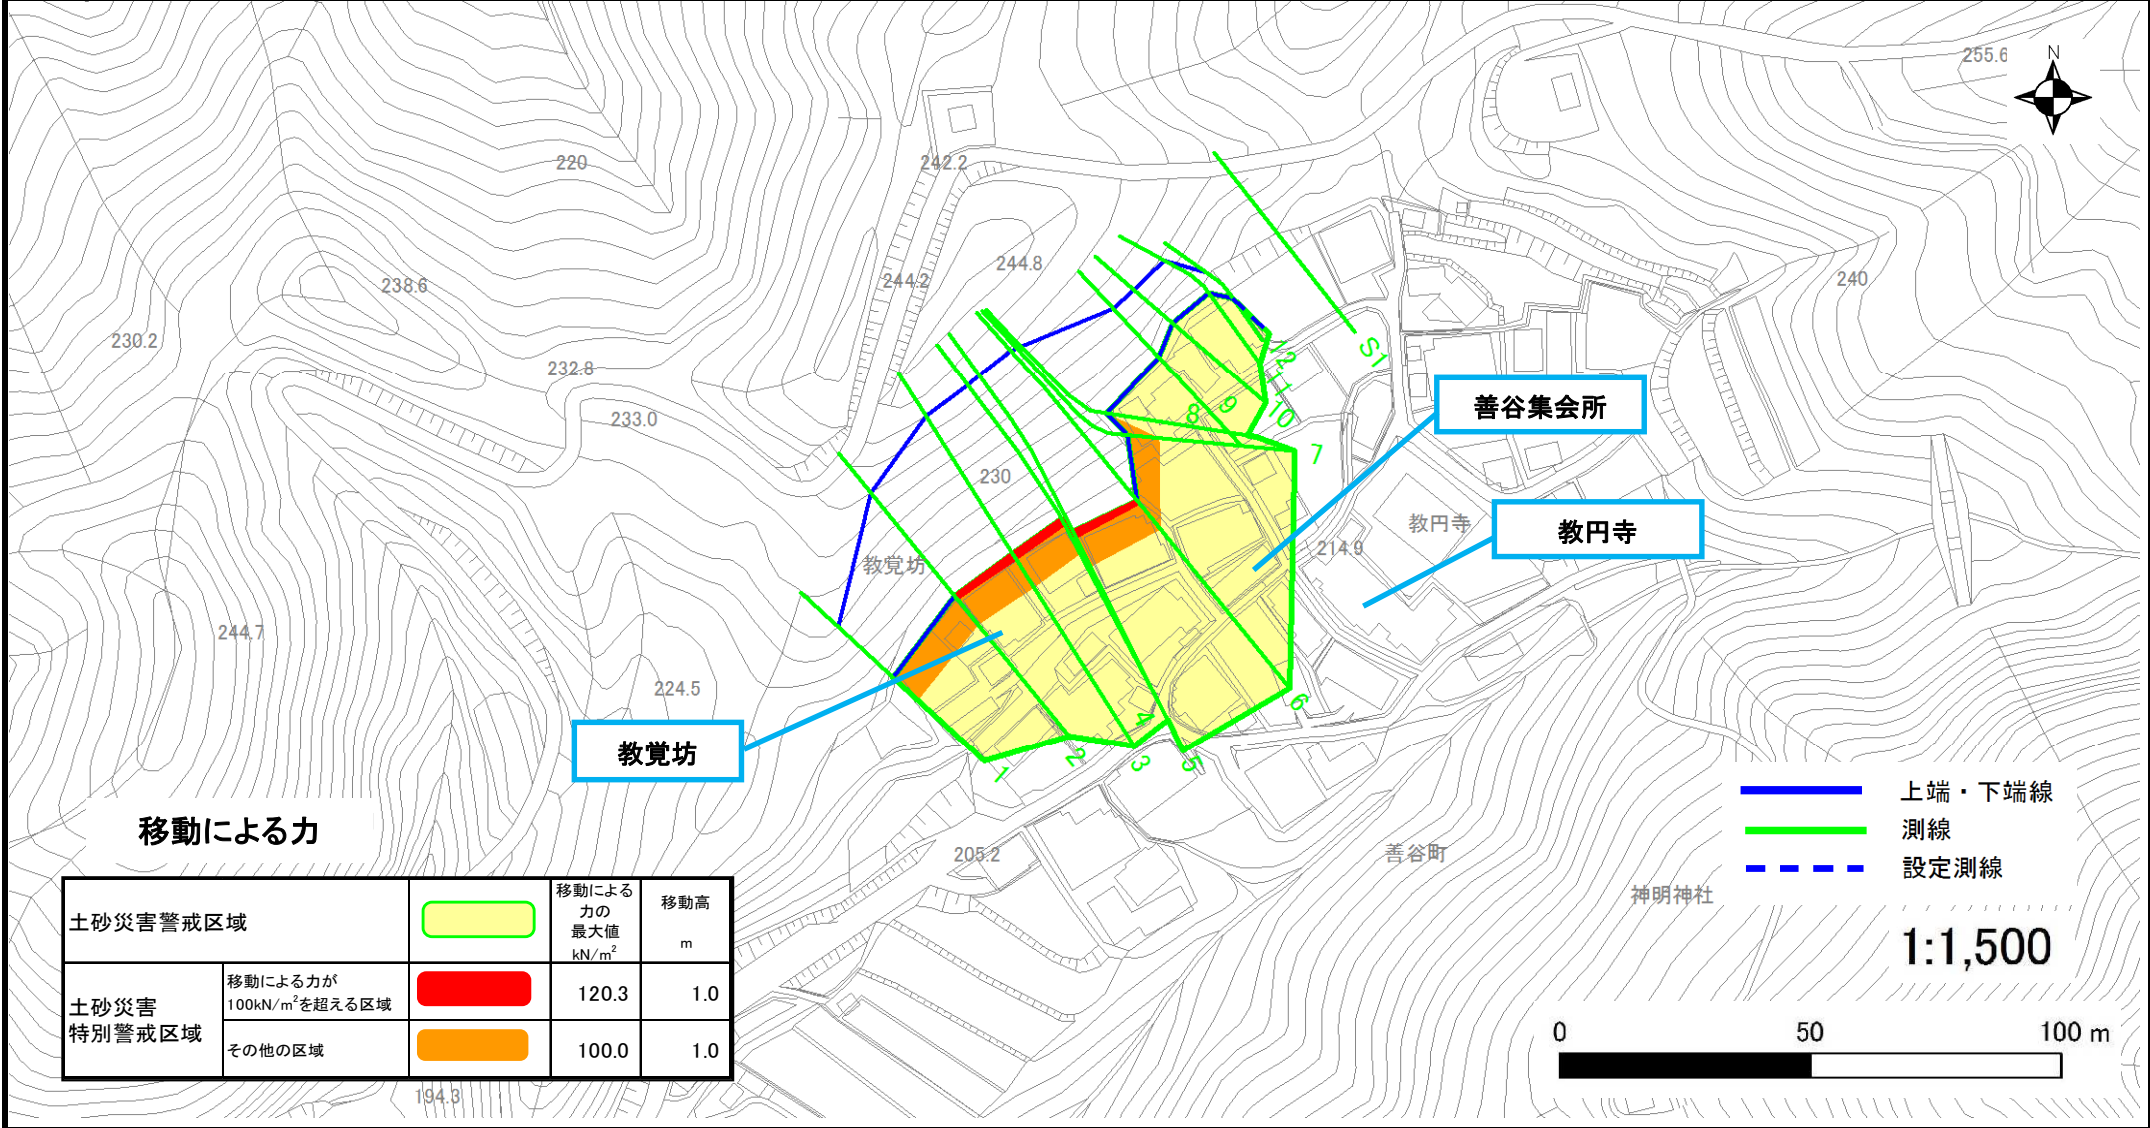 255.6
N
220
242.2
244.8
244.2
238.6
240
230.2
S1
232.8
12
11
善谷集会所
233.0
8
9
10
7
230
教円寺
教円寺
214.9
教覚坊
244.7
224.5
6
4
教覚坊
1
2
3
5
上端・下端線
移動による力
測線
205.2
善谷町
設定測線
神明神社
1:1,500
土砂災害警戒区域
移動による
力の
最大値
kN/m²
移動高
m
土砂災害
特別警戒区域
移動による力が
100kN/m²を超える区域
120.3
1.0
その他の区域
100.0
1.0
0
50
100 m
194.3